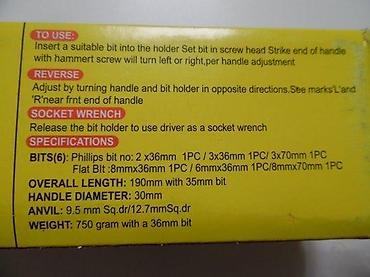 TO USE:
Insert a suitable bit into the holder Set bit in screw head Strike end of handle
with hammert screw will turn left or right,per handle adjustment
REVERSE
Adjust by turning handle and bit holder in opposite directions.See marks'L'and
'R'near frnt end of handle
SOCKET WRENCH
Release the bit holder to use driver as a socket wrench
SPECIFICATIONS
BITS(6): Phillips bit no: 2 x36mm 1PC / 3x36mm 1PC/ 3x70mm 1PC
Flat BIt :8mmx36mm 1PC / 6mmx36mm 1PC/8mmx70mm 1PC
OVERALL LENGTH: 190mm with 35mm bit
HANDLE DIAMETER: 30mm
ANVIL: 9.5 mm Sq.dr/12.7mmSq.dr
WEIGHT: 750 gram with a 36mm bit